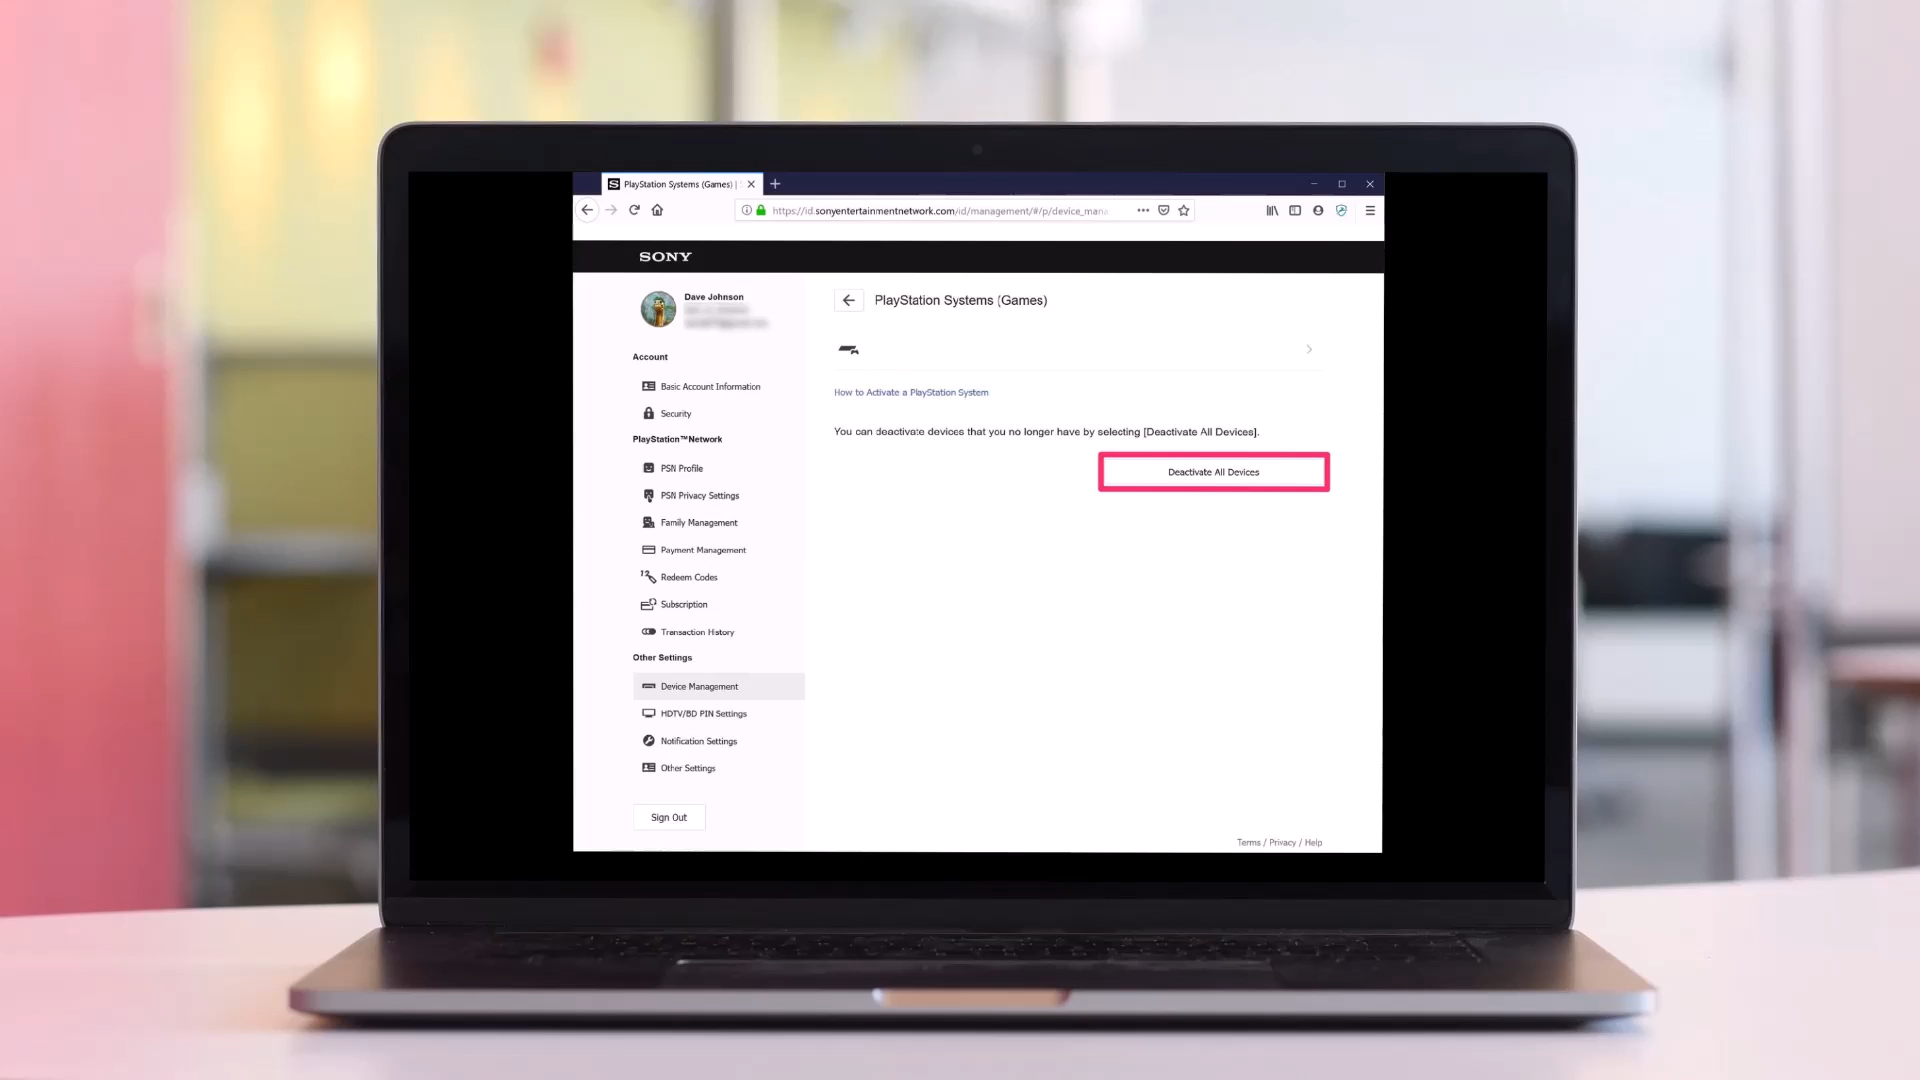 PlayStation Systems (Games) |
https://id.sonyentertainmentnetwork.com/id/management/#/p/device_mana
SONY
Dave Johnson
Account
Basic Account Information
Security
PlayStation™Network
PSN Profile
PSN Privacy Settings
Family Management
Payment Management
Redeem Codes
Subscription
Transaction History
Other Settings
Device Management
HDTV/BD PIN Settings
Notification Settings
Other Settings
Sign Out
PlayStation Systems (Games)
How to Activate a PlayStation System
You can deactivate devices that you no longer have by selecting [Deactivate All Devices].
Deactivate All Devices
Terms / Privacy / Help